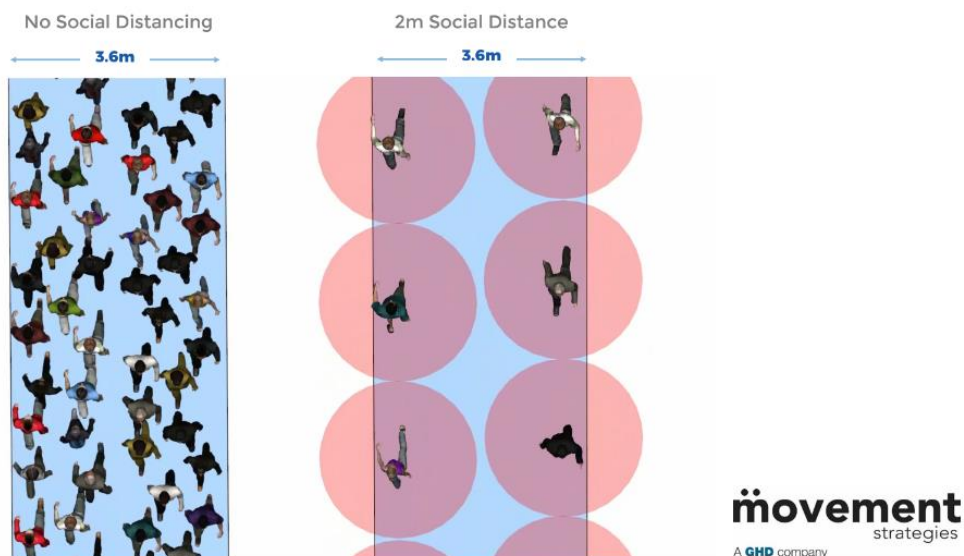 No Social Distancing
2m Social Distance
3.6m
3.6m
movement
strategies
A GHD company